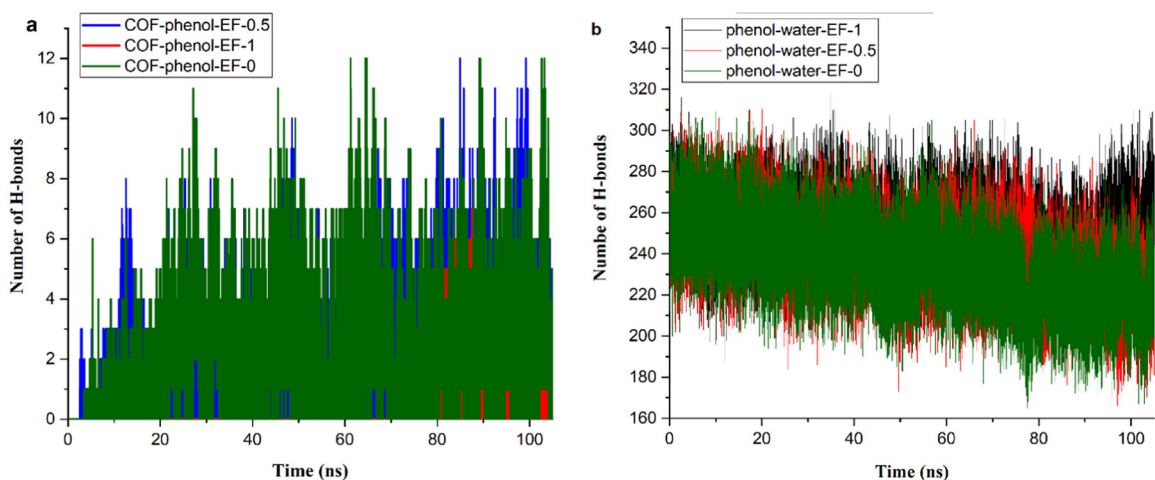 a
COF-phenol-EF-0.5
COF-phenol-EF-1
COF-phenol-EF-0
12
10
8
6
4
2
0
Number of H-bonds
0
20
40
60
80
100
Time (ns)
b
phenol-water-EF-1
phenol-water-EF-0.5
phenol-water-EF-0
340
320
300
280
260
240
220
200
180
160
Numbe of H-bonds
0
20
40
60
80
100
Time (ns)